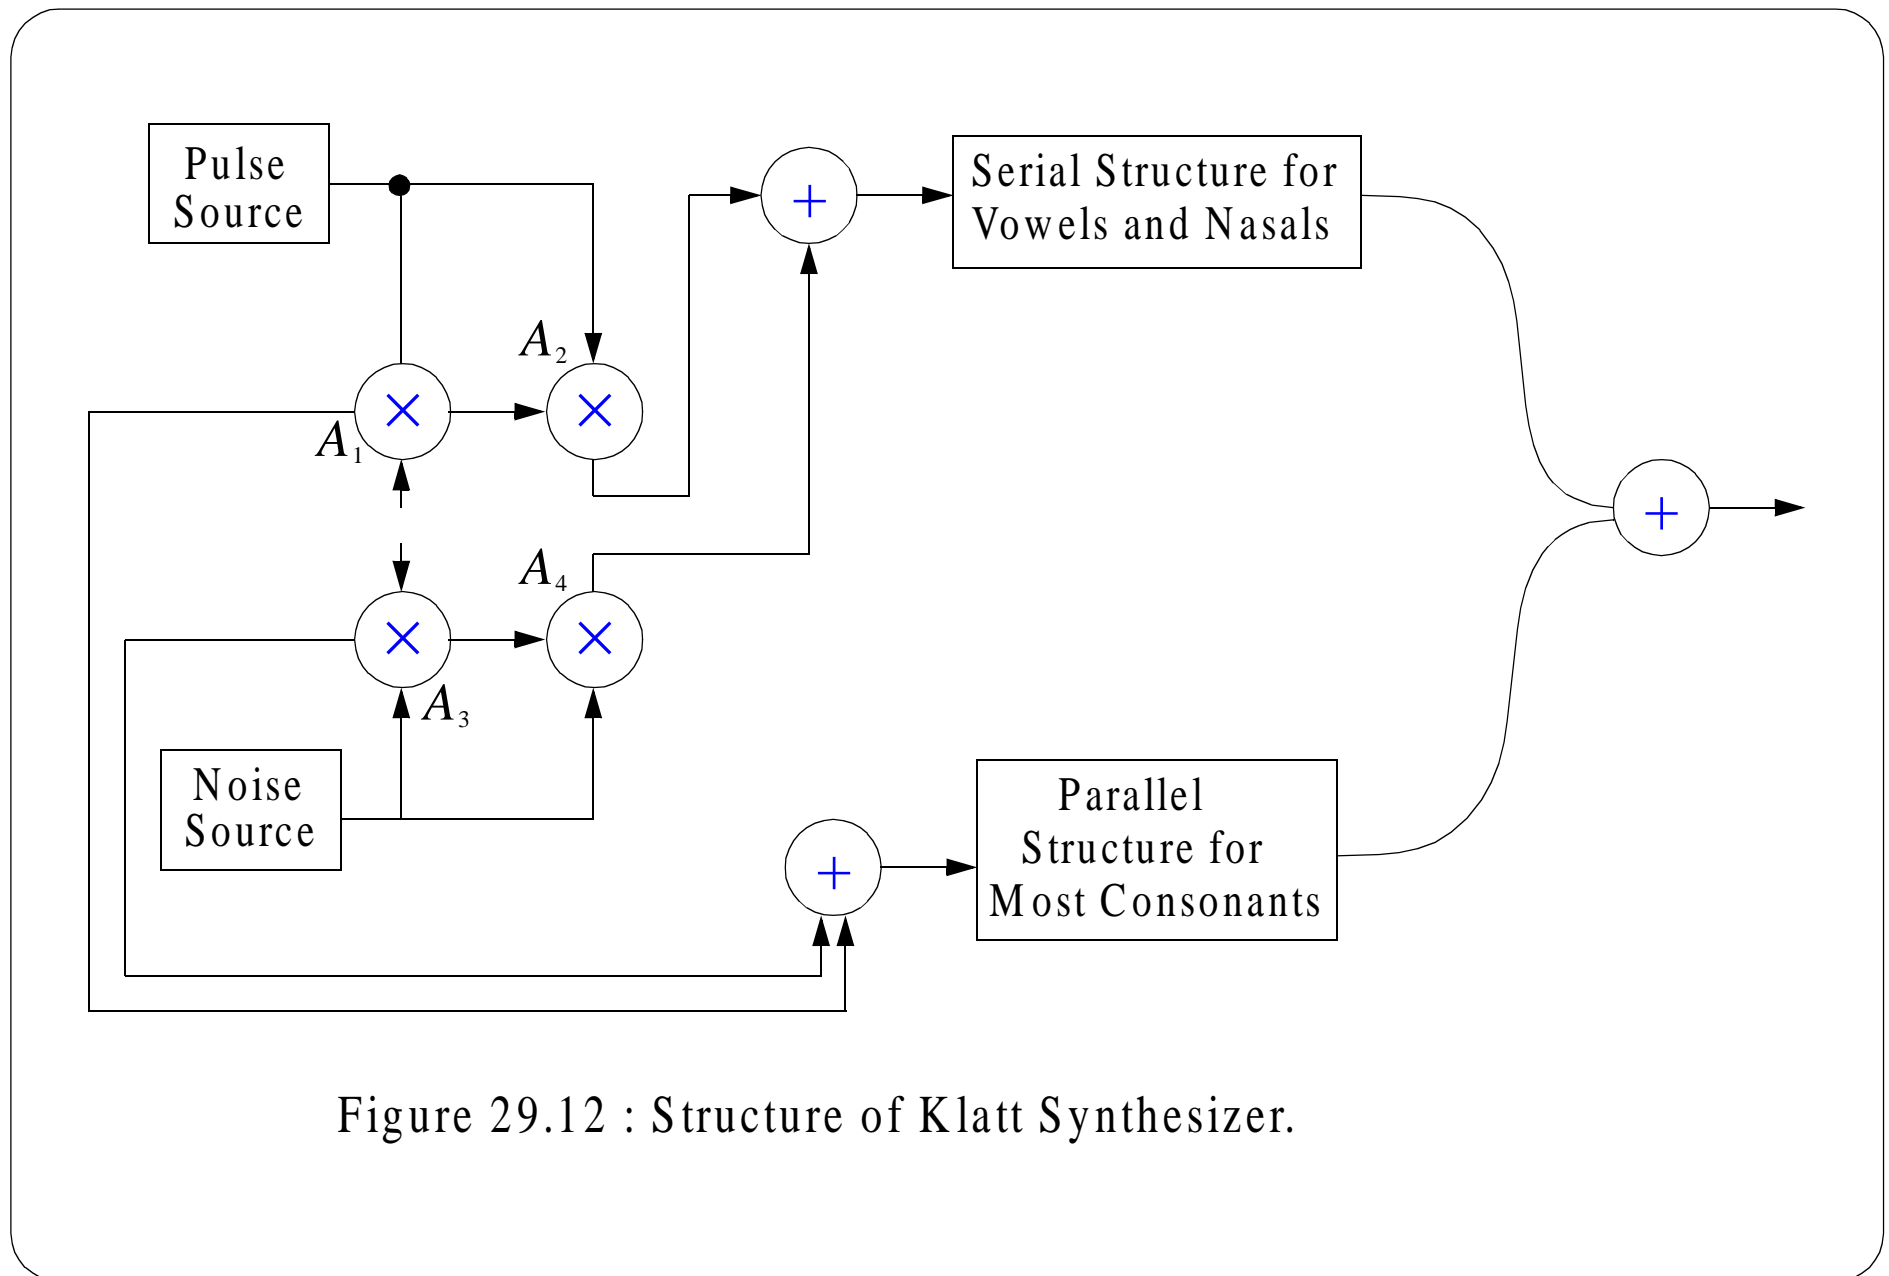 Pulse
Source
Serial Structure for
Vowels and Nasals
A₂
×
×
A₁
+
+
A₄
×
×
A₃
Noise
Source
Parallel
Structure for
Most Consonants
+
Figure 29.12 : Structure of Klatt Synthesizer.